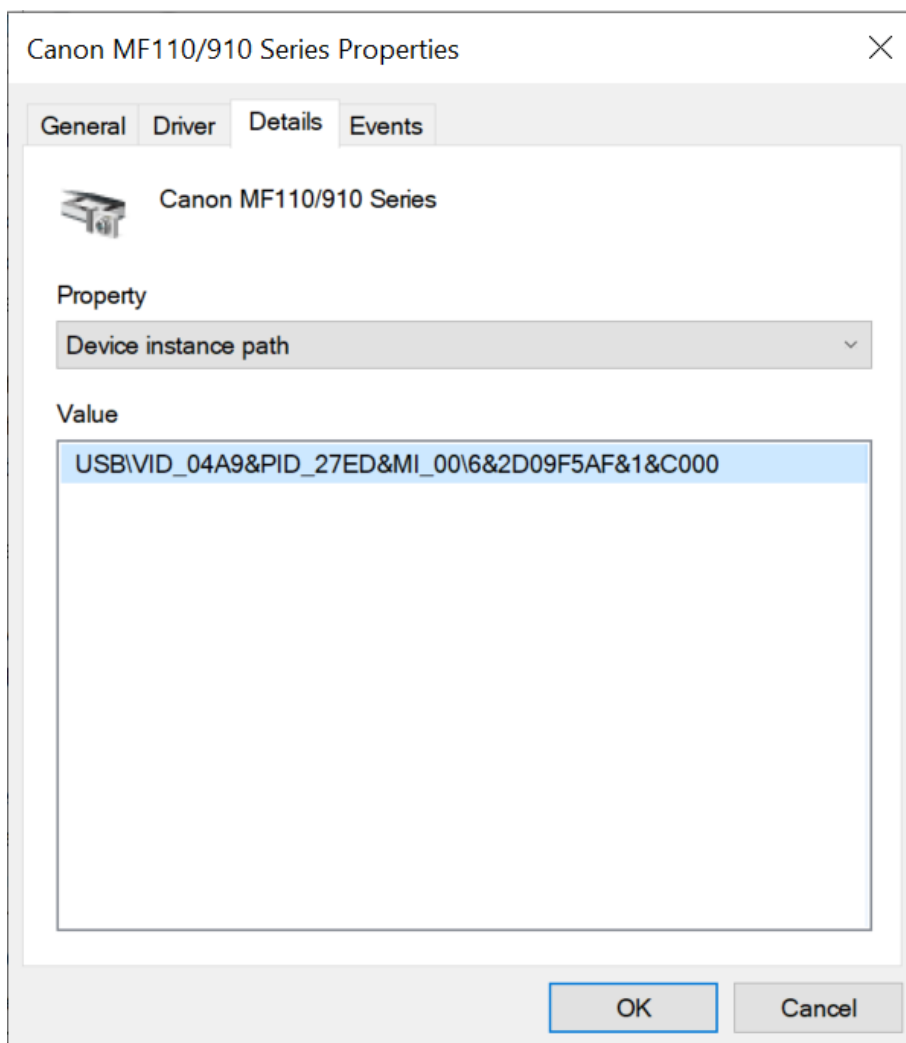 Canon MF110/910 Series Properties
General Driver Details Events
Canon MF110/910 Series
Property
Device instance path
Value
USB\VID_04A9&PID_27ED&MI_00\6&2D09F5AF&1&C000
OK Cancel